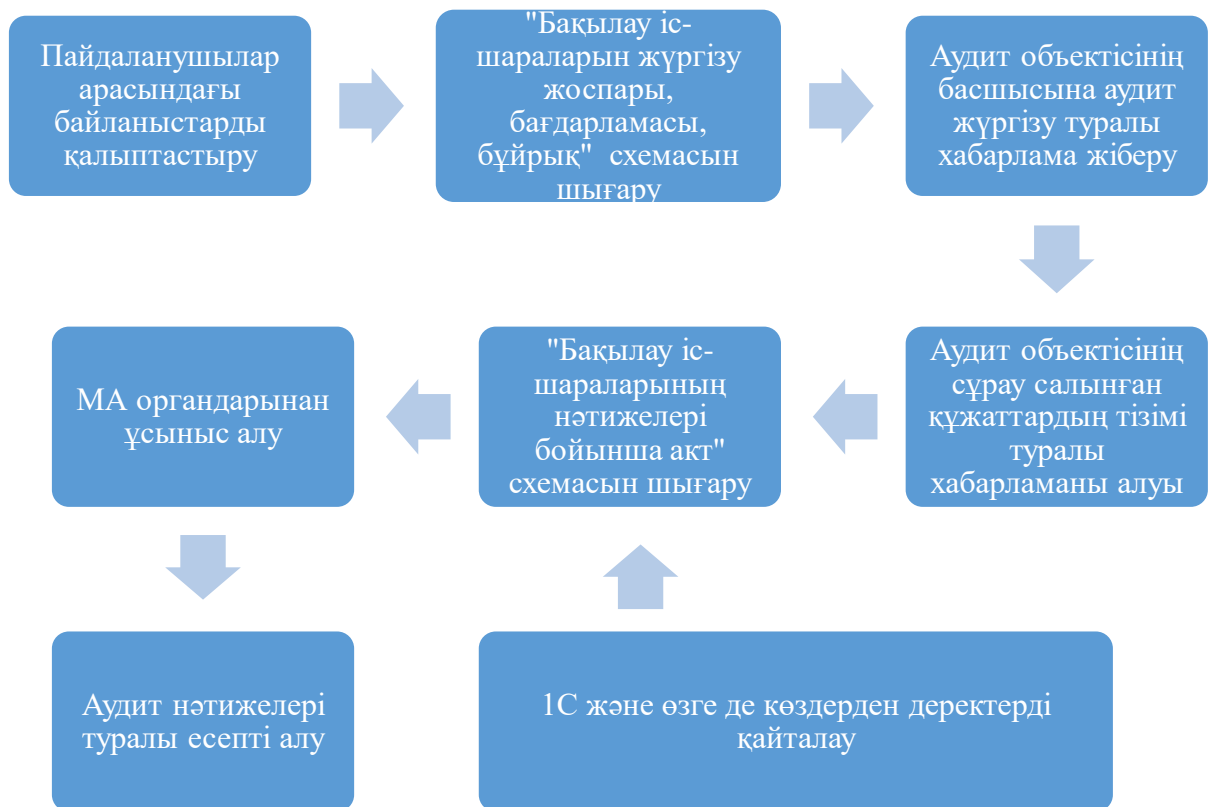 Пайдаланушылар
арасындағы
байланыстарды
қалыптастыру
"Бақылау іс-
шараларын жүргізу
жоспары,
бағдарламасы,
бұйрық" схемасын
шығару
Аудит объектісінің
басшысына аудит
жүргізу туралы
хабарлама жіберу
Аудит объектісінің
сұрау салынған
құжаттардың тізімі
туралы
хабарламаны алуы
"Бақылау іс-
шараларының
нәтижелері
бойынша акт"
схемасын шығару
МА органдарынан
ұсыныс алу
Аудит нәтижелері
туралы есепті алу
1С және өзге де көздерден деректерді
қайталау